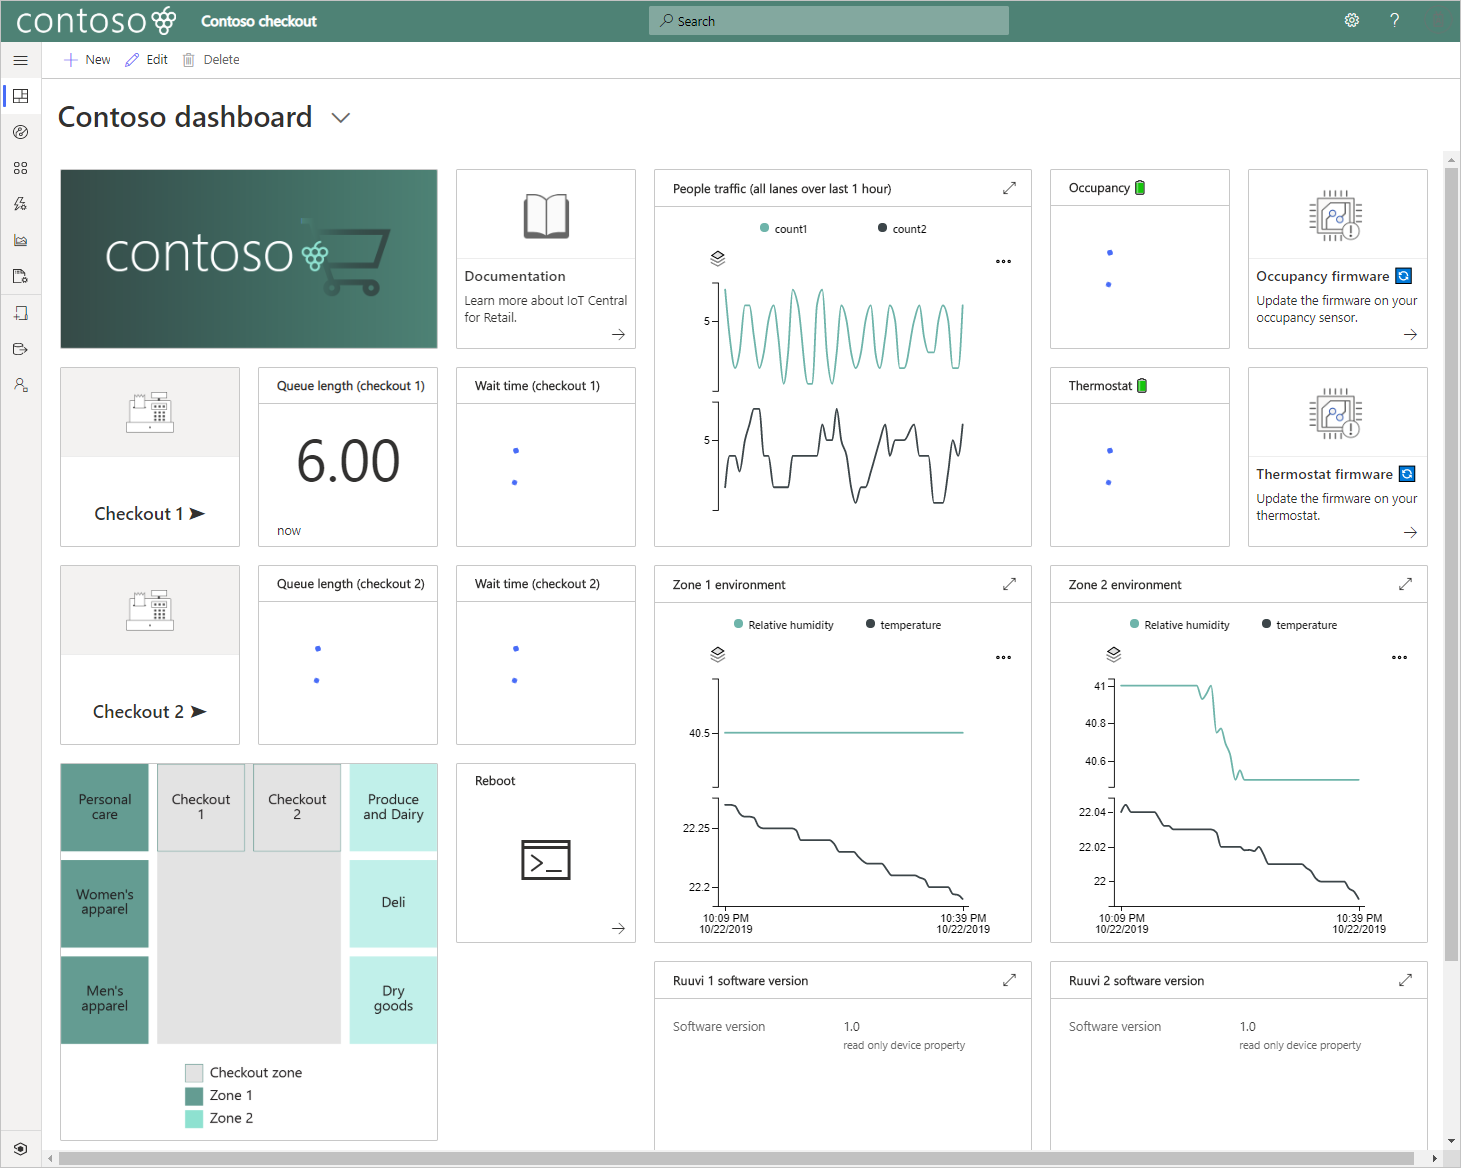 contoso
Contoso checkout
Search
?
New
Edit
Delete
Contoso dashboard
contoso
Documentation
Learn more about IoT Central
for Retail.
People traffic (all lanes over last 1 hour)
count1
count2
5
5
Occupancy
Occupancy firmware
Update the firmware on your
occupancy sensor.
Checkout 1
Queue length (checkout 1)
6.00
now
Wait time (checkout 1)
Thermostat
Thermostat firmware
Update the firmware on your
thermostat.
Checkout 2
Queue length (checkout 2)
Wait time (checkout 2)
Zone 1 environment
Relative humidity
temperature
40.5
22.25
22.2
10:09 PM
10/22/2019
10:39 PM
10/22/2019
Zone 2 environment
Relative humidity
temperature
41
40.8
40.6
22.04
22.02
22
10:09 PM
10/22/2019
10:39 PM
10/22/2019
Personal
care
Checkout
1
Checkout
2
Produce
and Dairy
Women's
apparel
Deli
Men's
apparel
Dry
goods
Checkout zone
Zone 1
Zone 2
Reboot
Ruuvi 1 software version
Software version
1.0
read only device property
Ruuvi 2 software version
Software version
1.0
read only device property